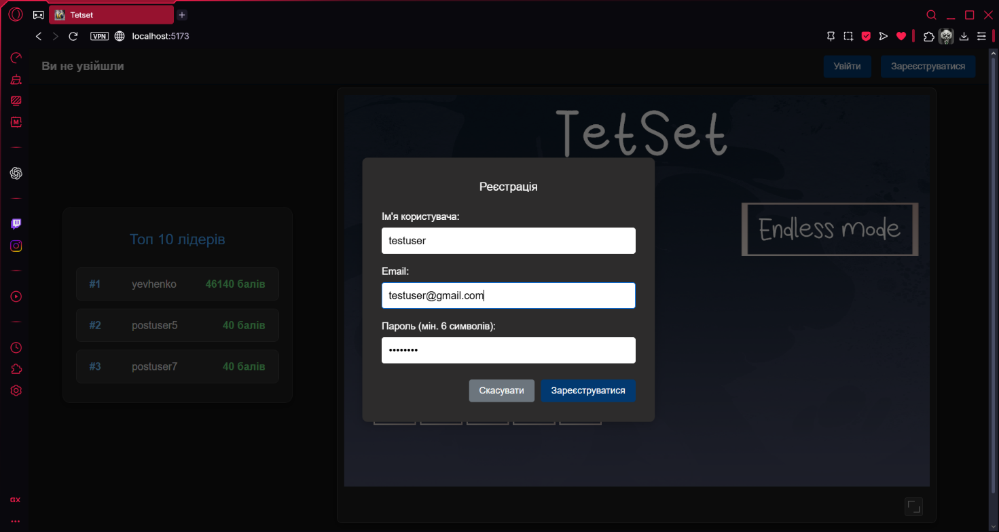 Tetset
VPN
localhost:5173
M
Ви не увійшли
Увійти
Зареєструватися
TetSet
Endless mode
Топ 10 лідерів
#1 yevhenko 46140 балів
#2 postuser5 40 балів
#3 postuser7 40 балів
Реєстрація
Ім'я користувача:
testuser
Email:
testuser@gmail.com
Пароль (мін. 6 символів):
••••••••
Скасувати
Зареєструватися
GX